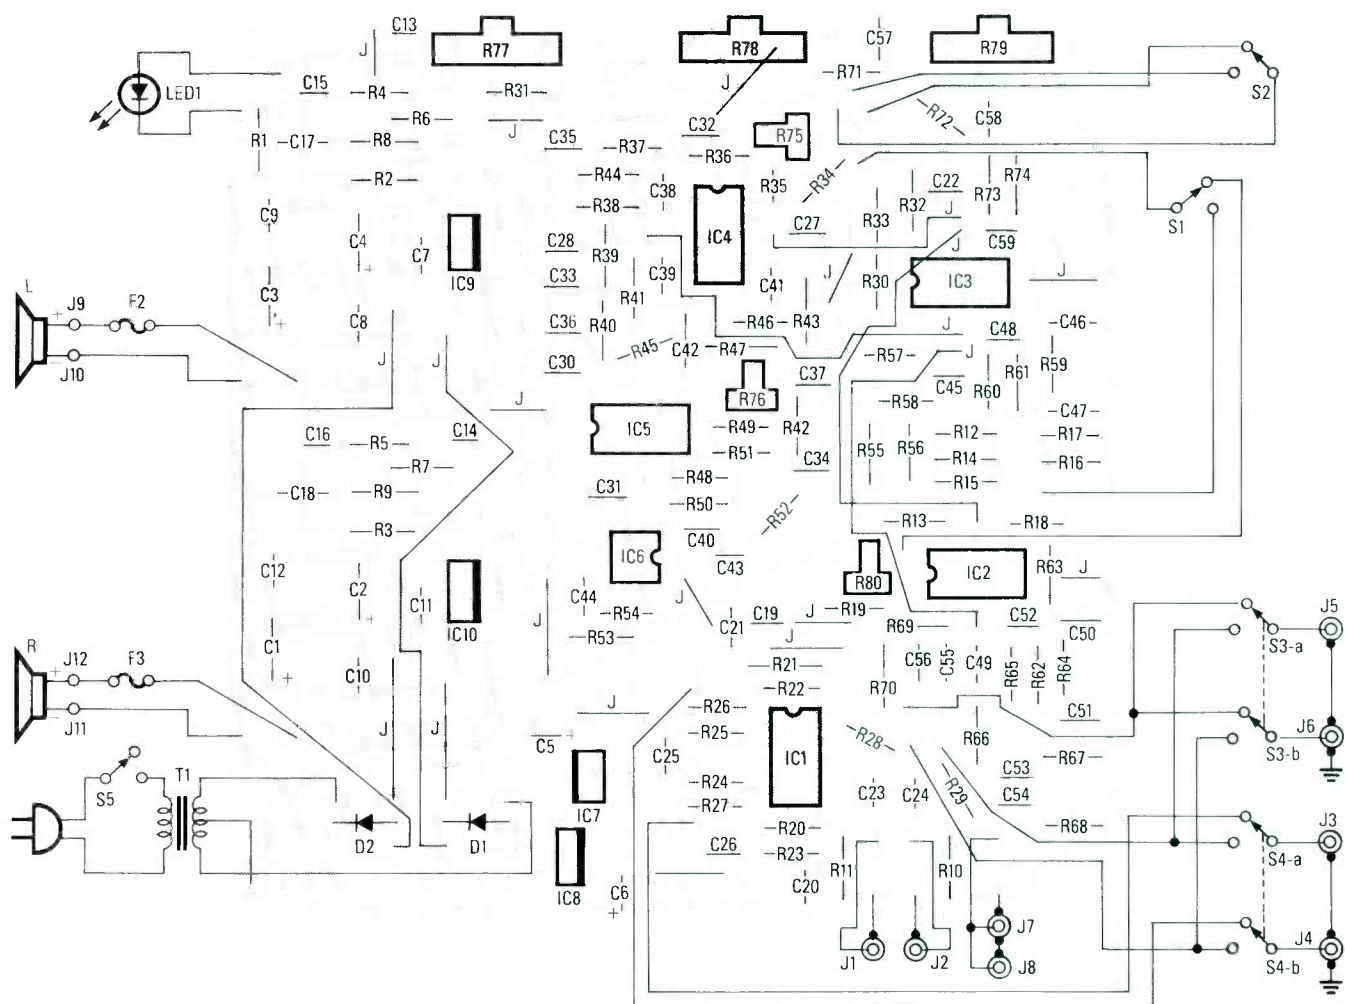 C13
R77
R78
C57
R79
J
J
R71
S2
LED1
C15
R4
R31
R6
J
C35
C32
R75
R72
C58
R1
C17
R8
R37
R36
R2
R44
C38
R35
R34
R33
R32
C22
R73
R74
R38
J
S1
C9
C4
C7
IC9
C28
R39
IC4
C27
J
C59
C3
+
+
C33
R41
C39
C41
J
R30
IC3
J
L
+
J9
F2
C8
C36
R40
R46
R43
J
C48
C46
J10
J
J
C30
R45
C42
R47
R57
J
R61
R59
C37
C45
R60
R76
R58
J
C47
C16
R5
C14
IC5
R49
R42
R12
R17
R7
R51
C34
R55
R56
R14
R16
C18
R9
C31
R48
R15
R50
R52
R3
R13
R18
C40
C12
C2
+
C11
IC10
IC6
C43
R80
IC2
R63
J
C44
J
J
R54
C21
C19
J
R19
C52
J5
R53
J
R69
C50
S3-a
C1
+
R
+
J12
F3
C10
R21
C56
C55
C49
R65
R62
R64
R22
R70
J11
J
J
J
R26
C51
C5
C25
R25
R28
R66
J6
S3-b
R67
IC1
T1
S5
IC7
R24
C53
R27
C23
C24
R29
C54
J3
D2
D1
R20
R68
C26
R23
S4-a
IC8
C6
+
C20
R11
R10
J7
J4
J1
J2
J8
S4-b